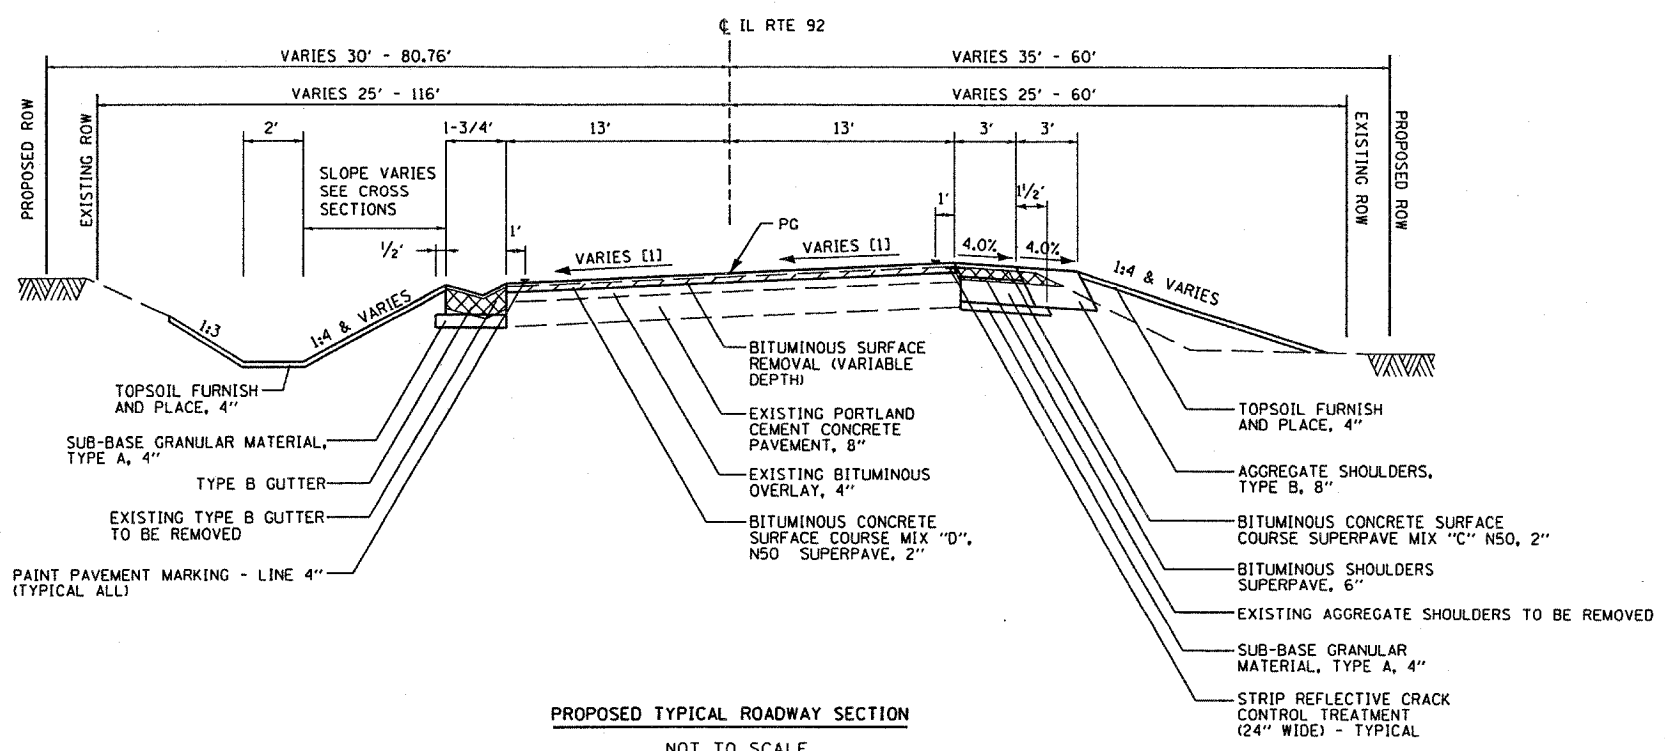 ℄ IL RTE 92
VARIES 30' - 80.76'
VARIES 35' - 60'
VARIES 25' - 116'
VARIES 25' - 60'
PROPOSED ROW
EXISTING ROW
EXISTING ROW
PROPOSED ROW
2'
1-3/4'
13'
13'
3'
3'
SLOPE VARIES
SEE CROSS
SECTIONS
1/2'
1'
1'
1 1/2'
PG
VARIES [1]
VARIES [1]
4.0%
4.0%
1:3
1:4 & VARIES
1:4 & VARIES
TOPSOIL FURNISH
AND PLACE, 4"
SUB-BASE GRANULAR MATERIAL,
TYPE A, 4"
TYPE B GUTTER
EXISTING TYPE B GUTTER
TO BE REMOVED
PAINT PAVEMENT MARKING - LINE 4"
(TYPICAL ALL)
BITUMINOUS SURFACE
REMOVAL (VARIABLE
DEPTH)
EXISTING PORTLAND
CEMENT CONCRETE
PAVEMENT, 8"
EXISTING BITUMINOUS
OVERLAY, 4"
BITUMINOUS CONCRETE
SURFACE COURSE MIX "D",
N50 SUPERPAVE, 2"
TOPSOIL FURNISH
AND PLACE, 4"
AGGREGATE SHOULDERS,
TYPE B, 8"
BITUMINOUS CONCRETE SURFACE
COURSE SUPERPAVE MIX "C" N50, 2"
BITUMINOUS SHOULDERS
SUPERPAVE, 6"
EXISTING AGGREGATE SHOULDERS TO BE REMOVED
SUB-BASE GRANULAR
MATERIAL, TYPE A, 4"
STRIP REFLECTIVE CRACK
CONTROL TREATMENT
(24" WIDE) - TYPICAL
PROPOSED TYPICAL ROADWAY SECTION
NOT TO SCALE